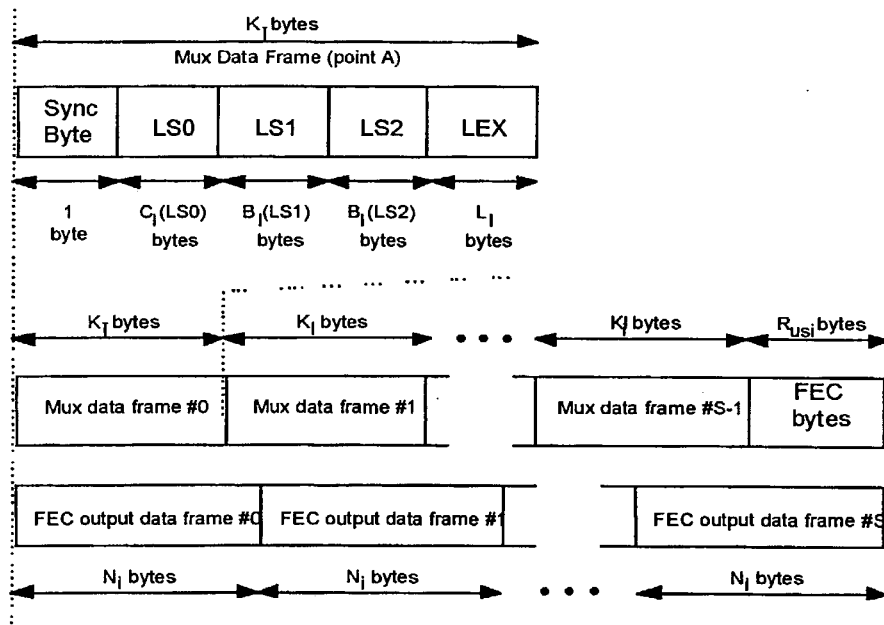 K_I bytes
Mux Data Frame (point A)
Sync Byte LS0 LS1 LS2 LEX
1 byte C_I(LS0) bytes B_I(LS1) bytes B_I(LS2) bytes L_I bytes
K_I bytes K_I bytes • • • K_I bytes R_usi bytes
Mux data frame #0 Mux data frame #1 Mux data frame #S-1 FEC bytes
FEC output data frame #0 FEC output data frame #1 FEC output data frame #S
N_i bytes N_i bytes • • • N_i bytes